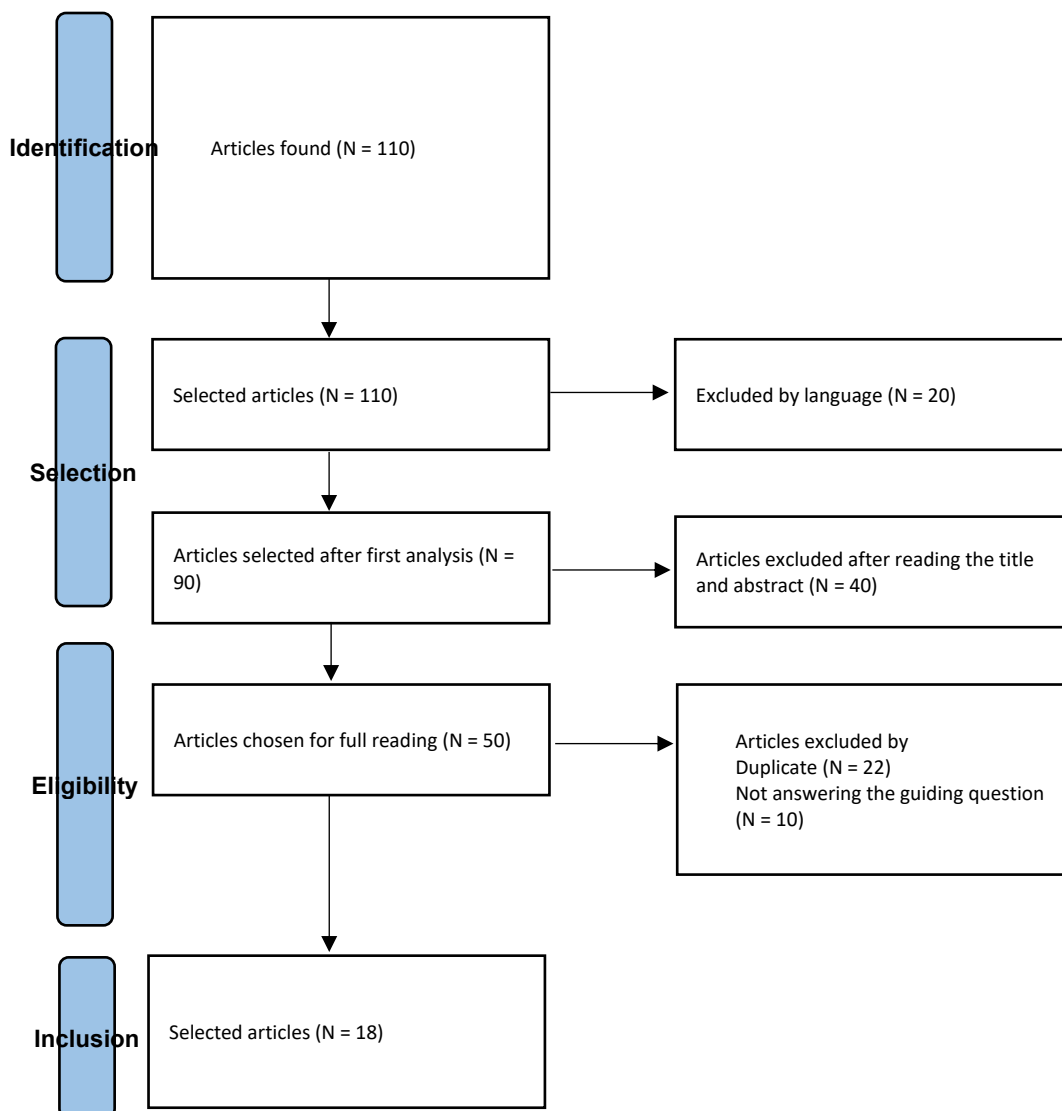 Identification
Articles found (N = 110)
Selection
Selected articles (N = 110)
Excluded by language (N = 20)
Articles selected after first analysis (N =
90)
Articles excluded after reading the title
and abstract (N = 40)
Eligibility
Articles chosen for full reading (N = 50)
Articles excluded by
Duplicate (N = 22)
Not answering the guiding question
(N = 10)
Inclusion
Selected articles (N = 18)